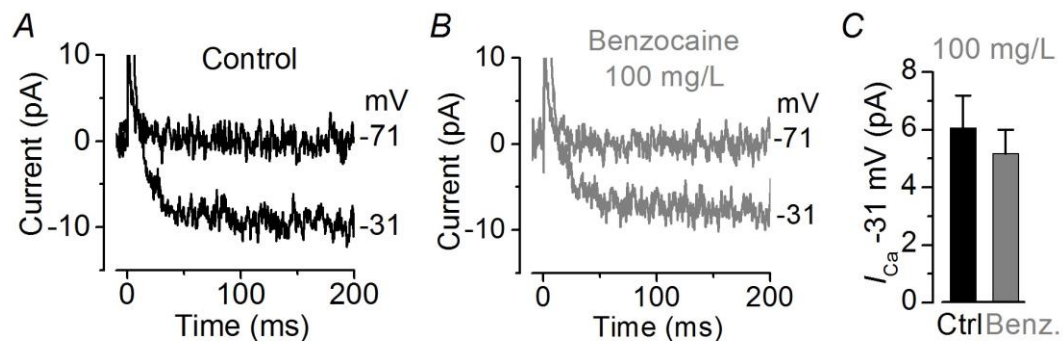 A
Control
Current (pA)
10
0
-10
mV
-71
-31
0
100
200
Time (ms)
B
Benzocaine
100 mg/L
Current (pA)
10
0
-10
mV
-71
-31
0
100
200
Time (ms)
C
100 mg/L
I_Ca -31 mV (pA)
8
6
4
2
0
Ctrl Benz.